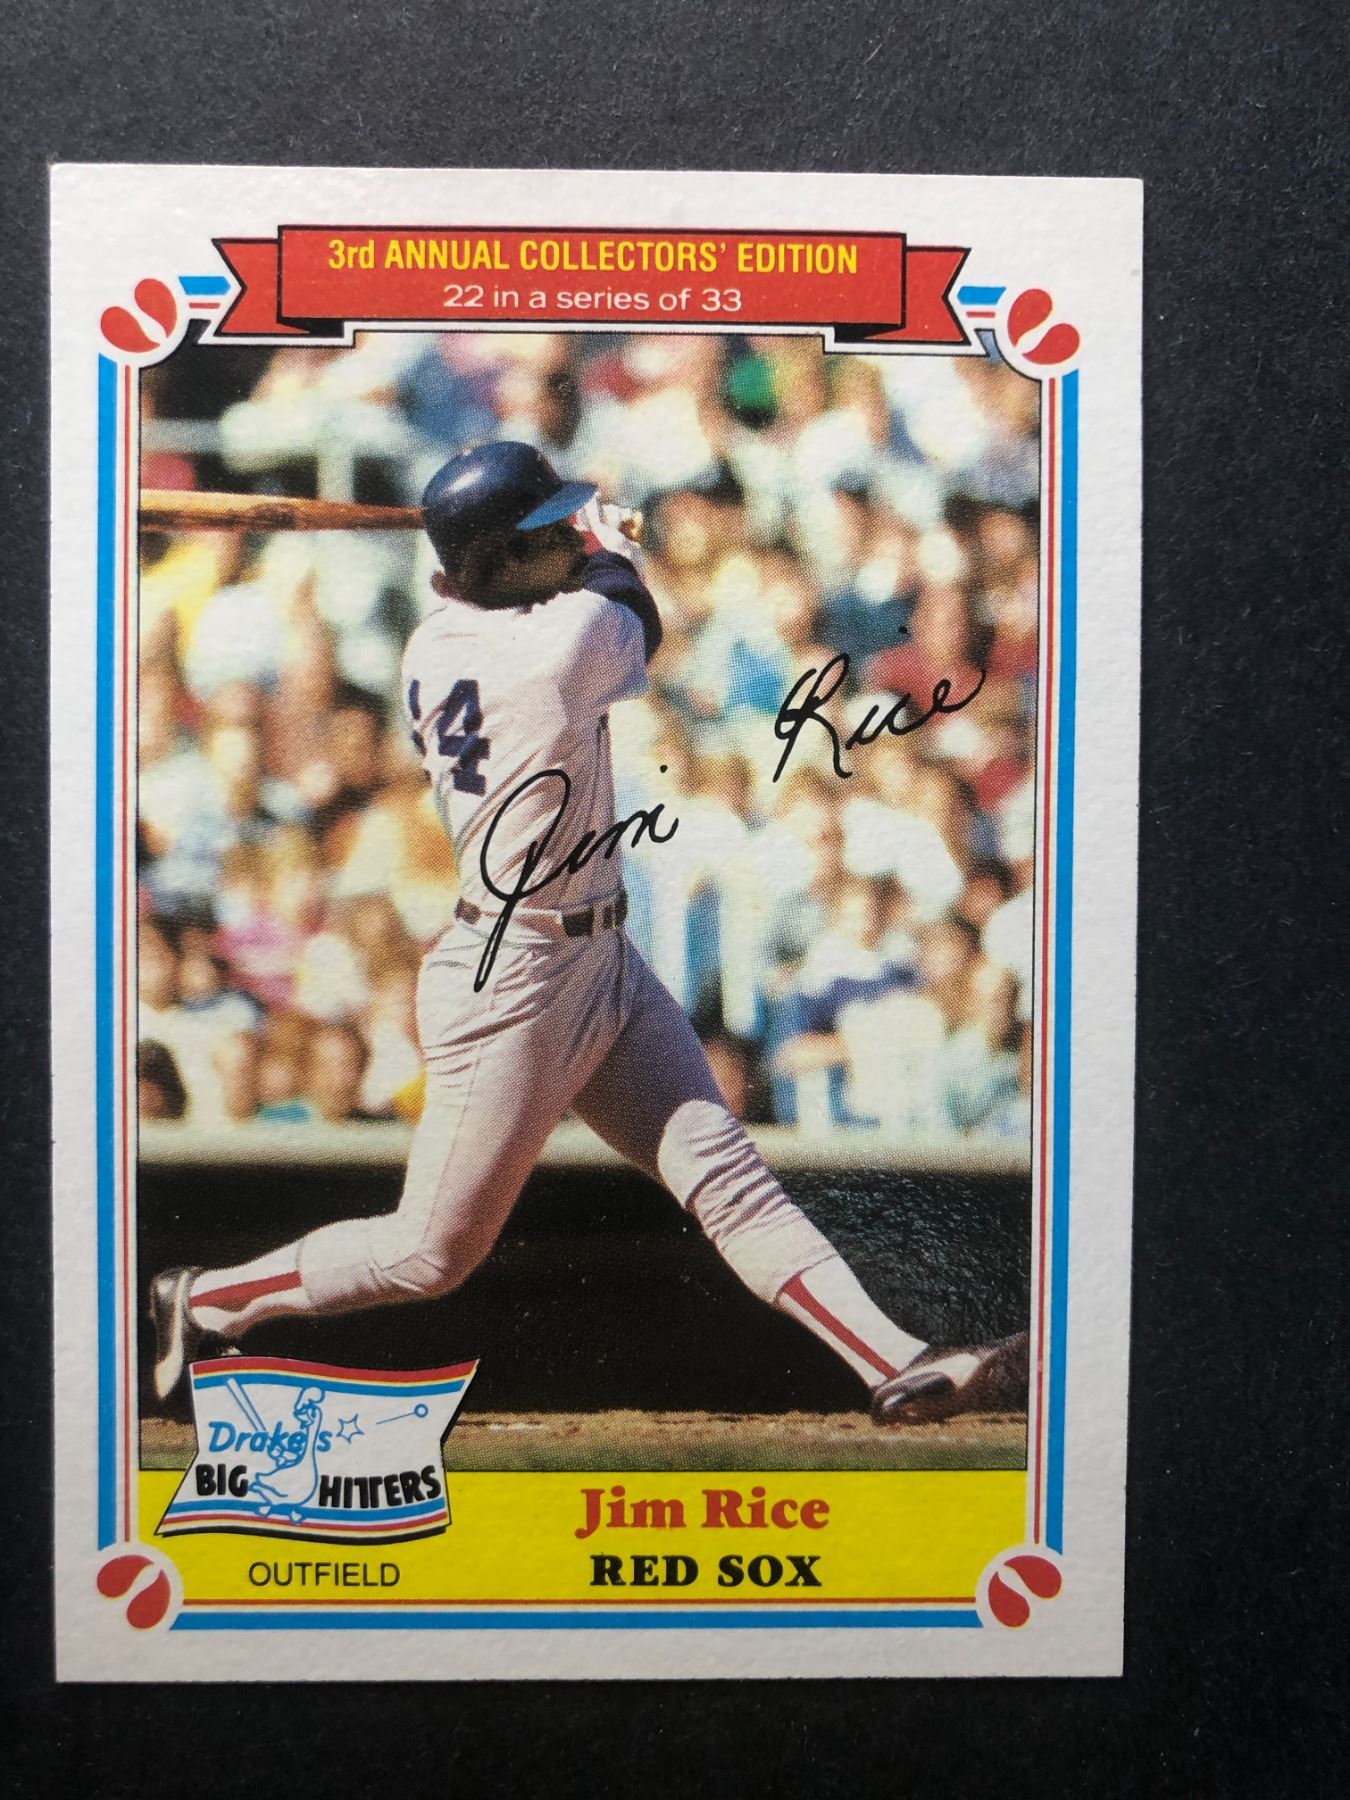 3rd ANNUAL COLLECTORS' EDITION
22 in a series of 33
14
Jim Rice
Drake's
BIG HITTERS
Jim Rice
OUTFIELD
RED SOX